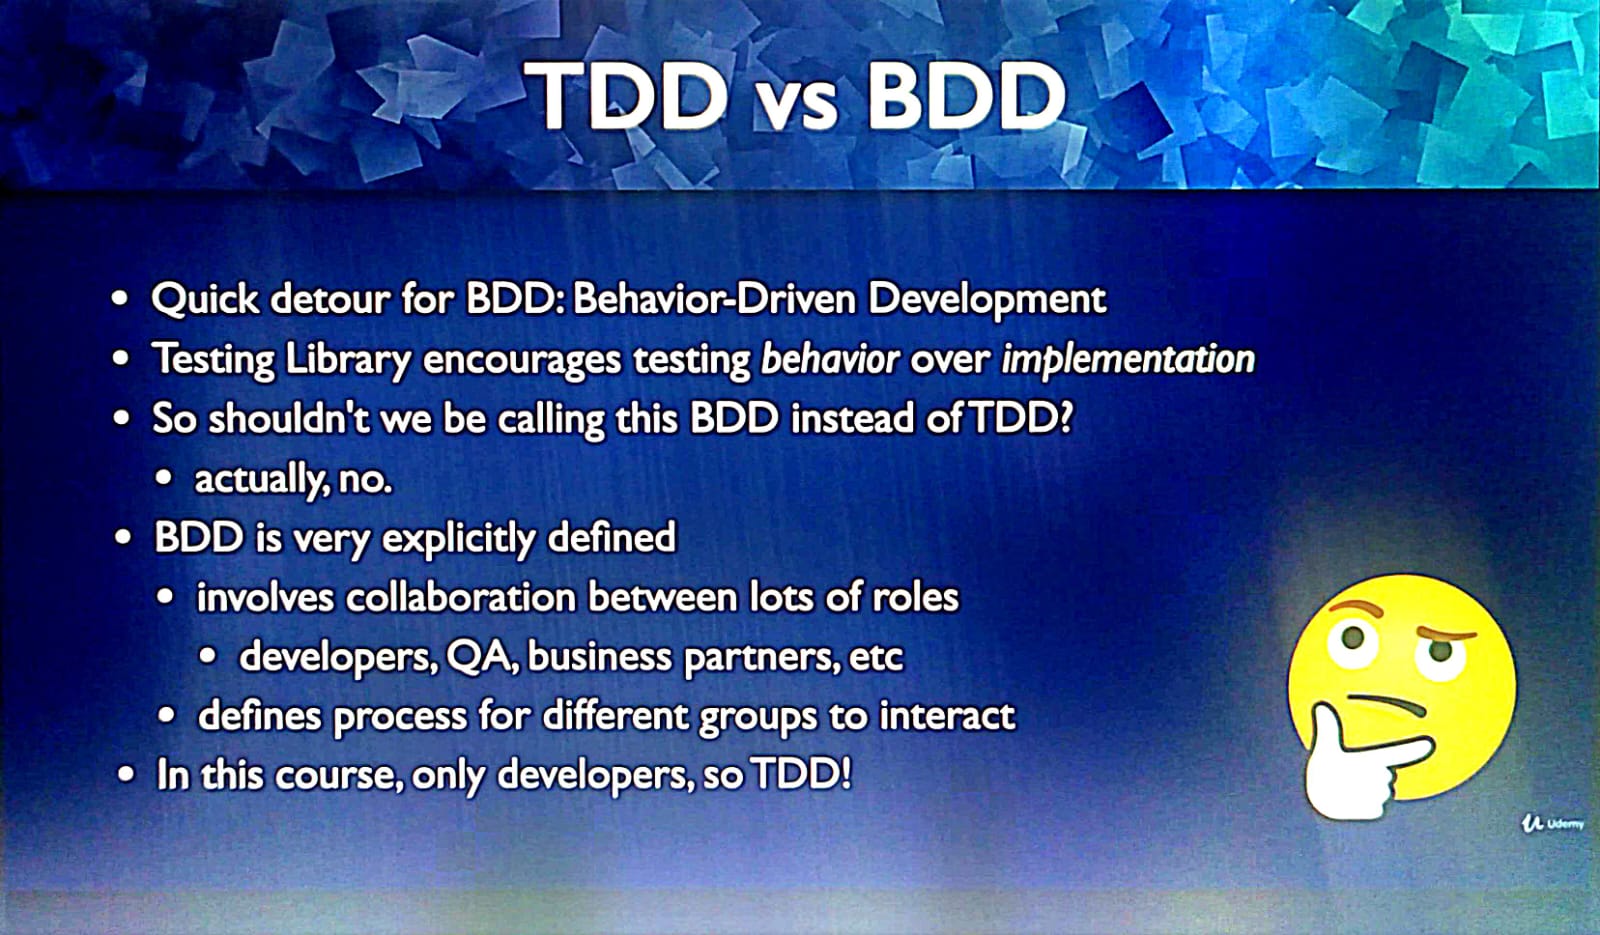 TDD vs BDD
• Quick detour for BDD: Behavior-Driven Development
• Testing Library encourages testing behavior over implementation
• So shouldn't we be calling this BDD instead of TDD?
• actually, no.
• BDD is very explicitly defined
• involves collaboration between lots of roles
• developers, QA, business partners, etc
• defines process for different groups to interact
• In this course, only developers, so TDD!
Udemy